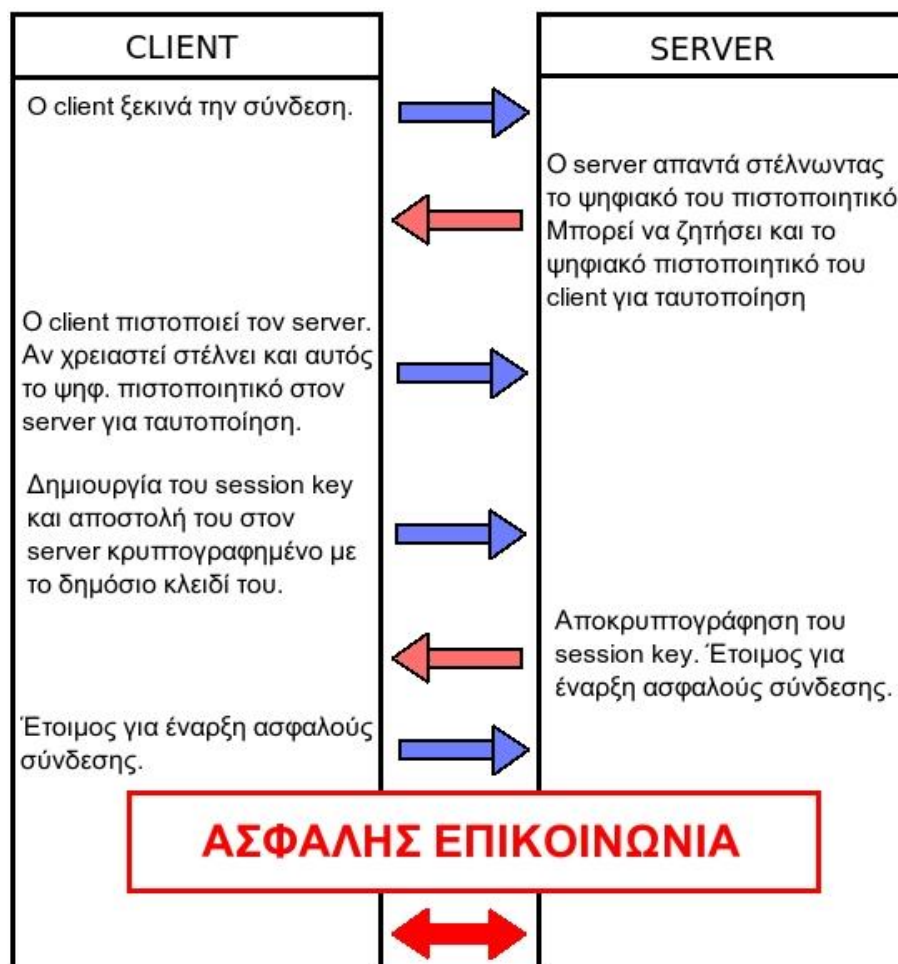 CLIENT
SERVER
Ο client ξεκινά την σύνδεση.
Ο server απαντά στέλνωντας
το ψηφιακό του πιστοποιητικό
Μπορεί να ζητήσει και το
ψηφιακό πιστοποιητικό του
client για ταυτοποίηση
Ο client πιστοποιεί τον server.
Αν χρειαστεί στέλνει και αυτός
το ψηφ. πιστοποιητικό στον
server για ταυτοποίηση.
Δημιουργία του session key
και αποστολή του στον
server κρυπτογραφημένο με
το δημόσιο κλειδί του.
Αποκρυπτογράφηση του
session key. Έτοιμος για
έναρξη ασφαλούς σύνδεσης.
Έτοιμος για έναρξη ασφαλούς
σύνδεσης.
ΑΣΦΑΛΗΣ ΕΠΙΚΟΙΝΩΝΙΑ